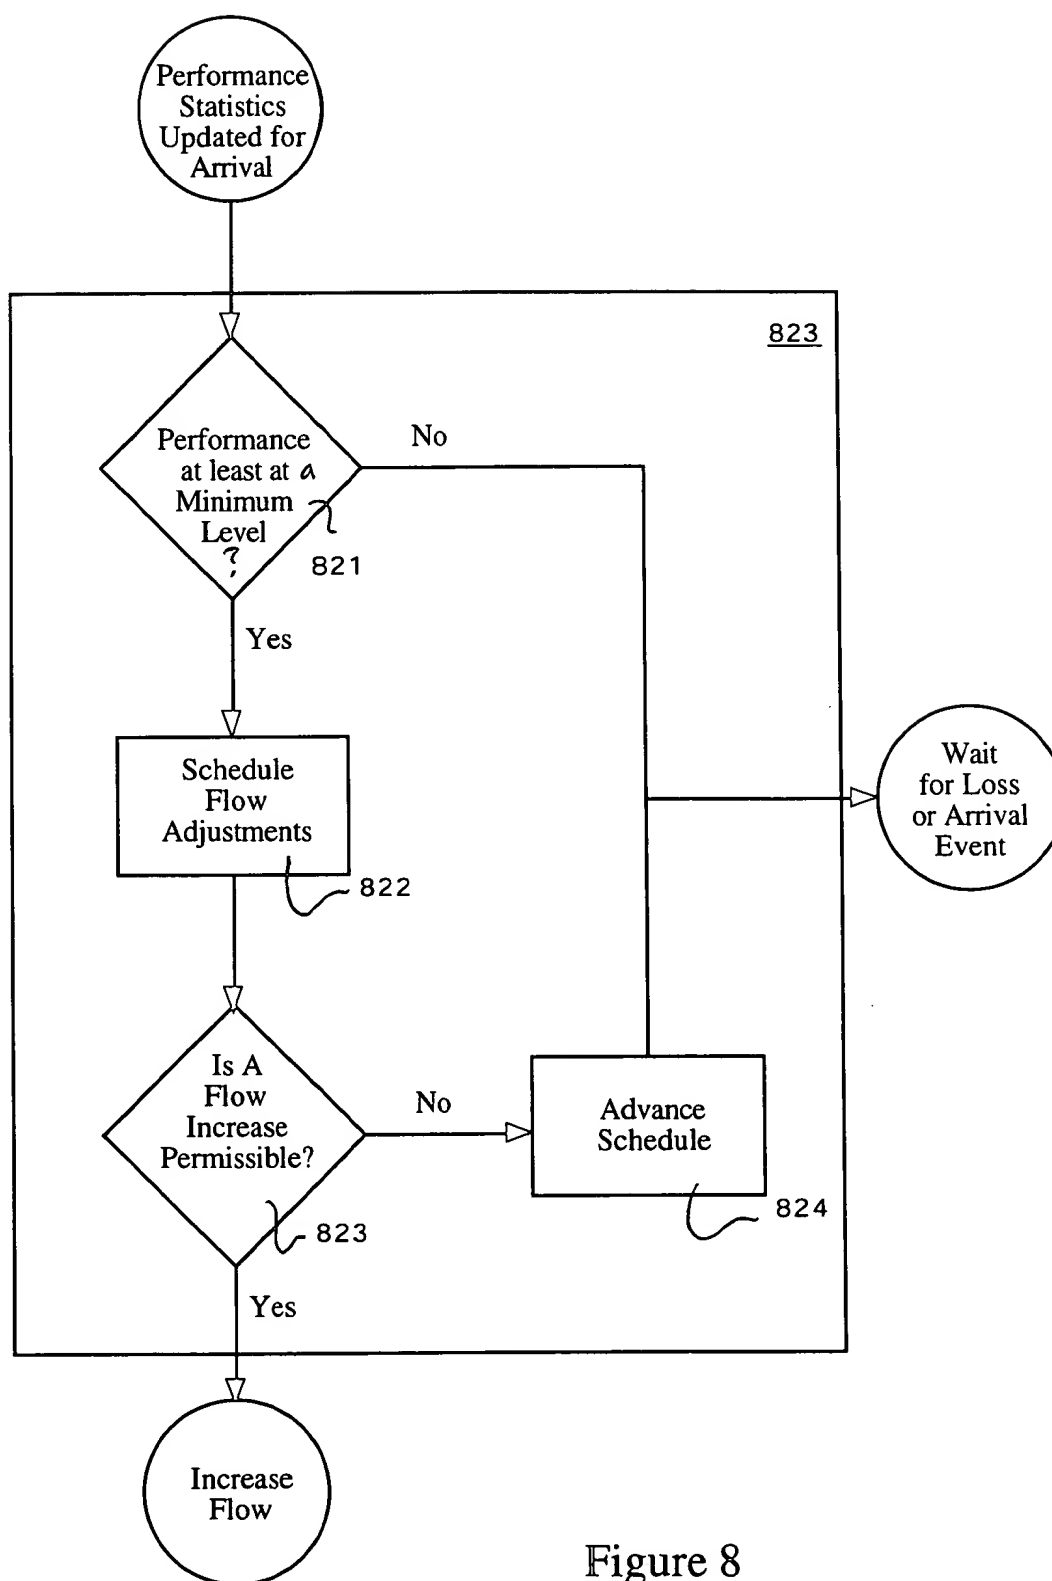 Performance
Statistics
Updated for
Arrival
823
Performance
at least at a
Minimum
Level
?
821
No
Yes
Schedule
Flow
Adjustments
822
Wait
for Loss
or Arrival
Event
Is A
Flow
Increase
Permissible?
823
No
Advance
Schedule
824
Yes
Increase
Flow
Figure 8